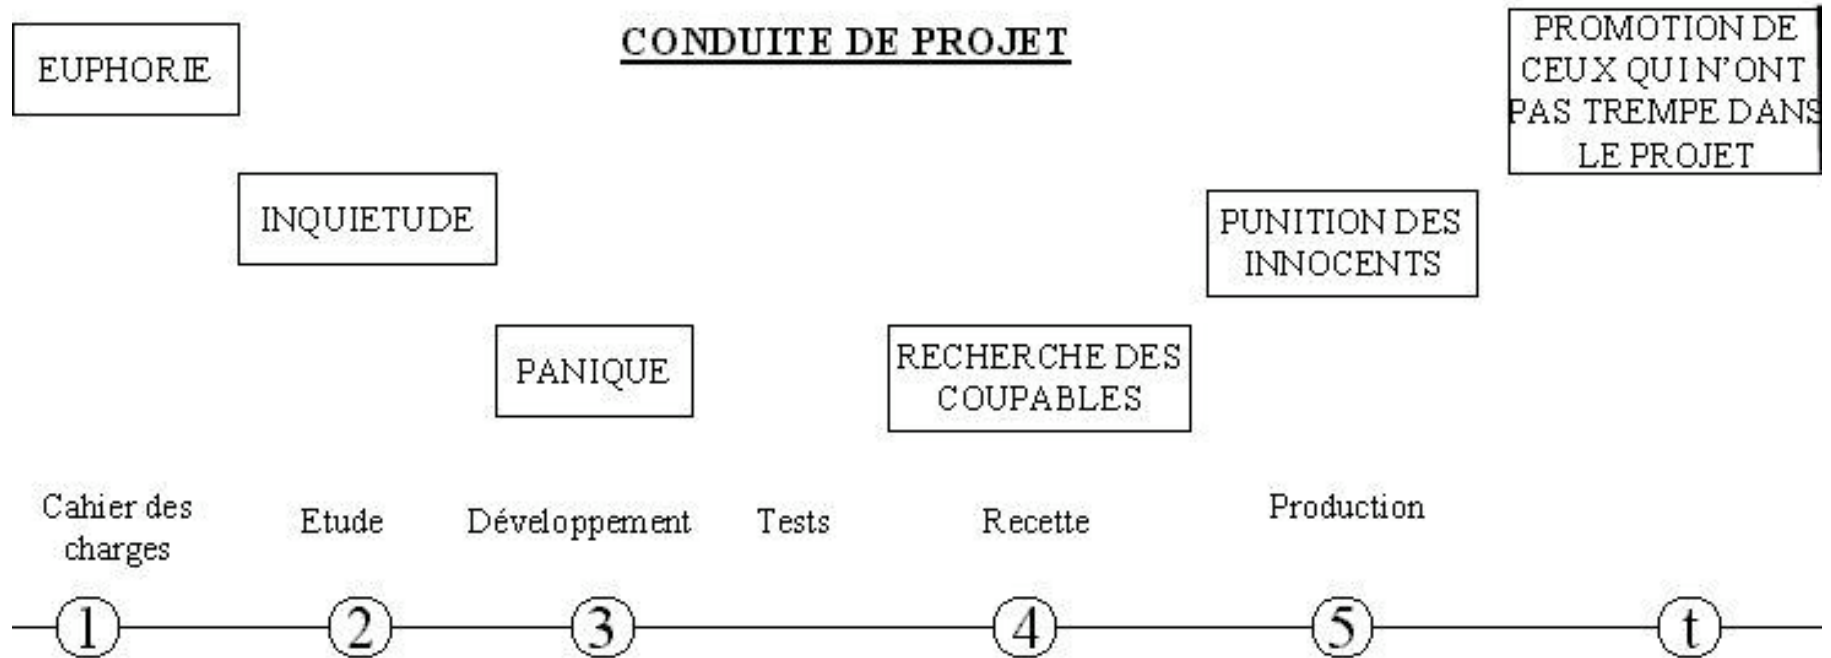 CONDUITE DE PROJET
EUPHORIE
INQUIETUDE
PANIQUE
RECHERCHE DES
COUPABLES
PUNITION DES
INNOCENTS
PROMOTION DE
CEUX QUI N'ONT
PAS TREMPE DANS
LE PROJET
Cahier des
charges
Etude
Développement
Tests
Recette
Production
1
2
3
4
5
t